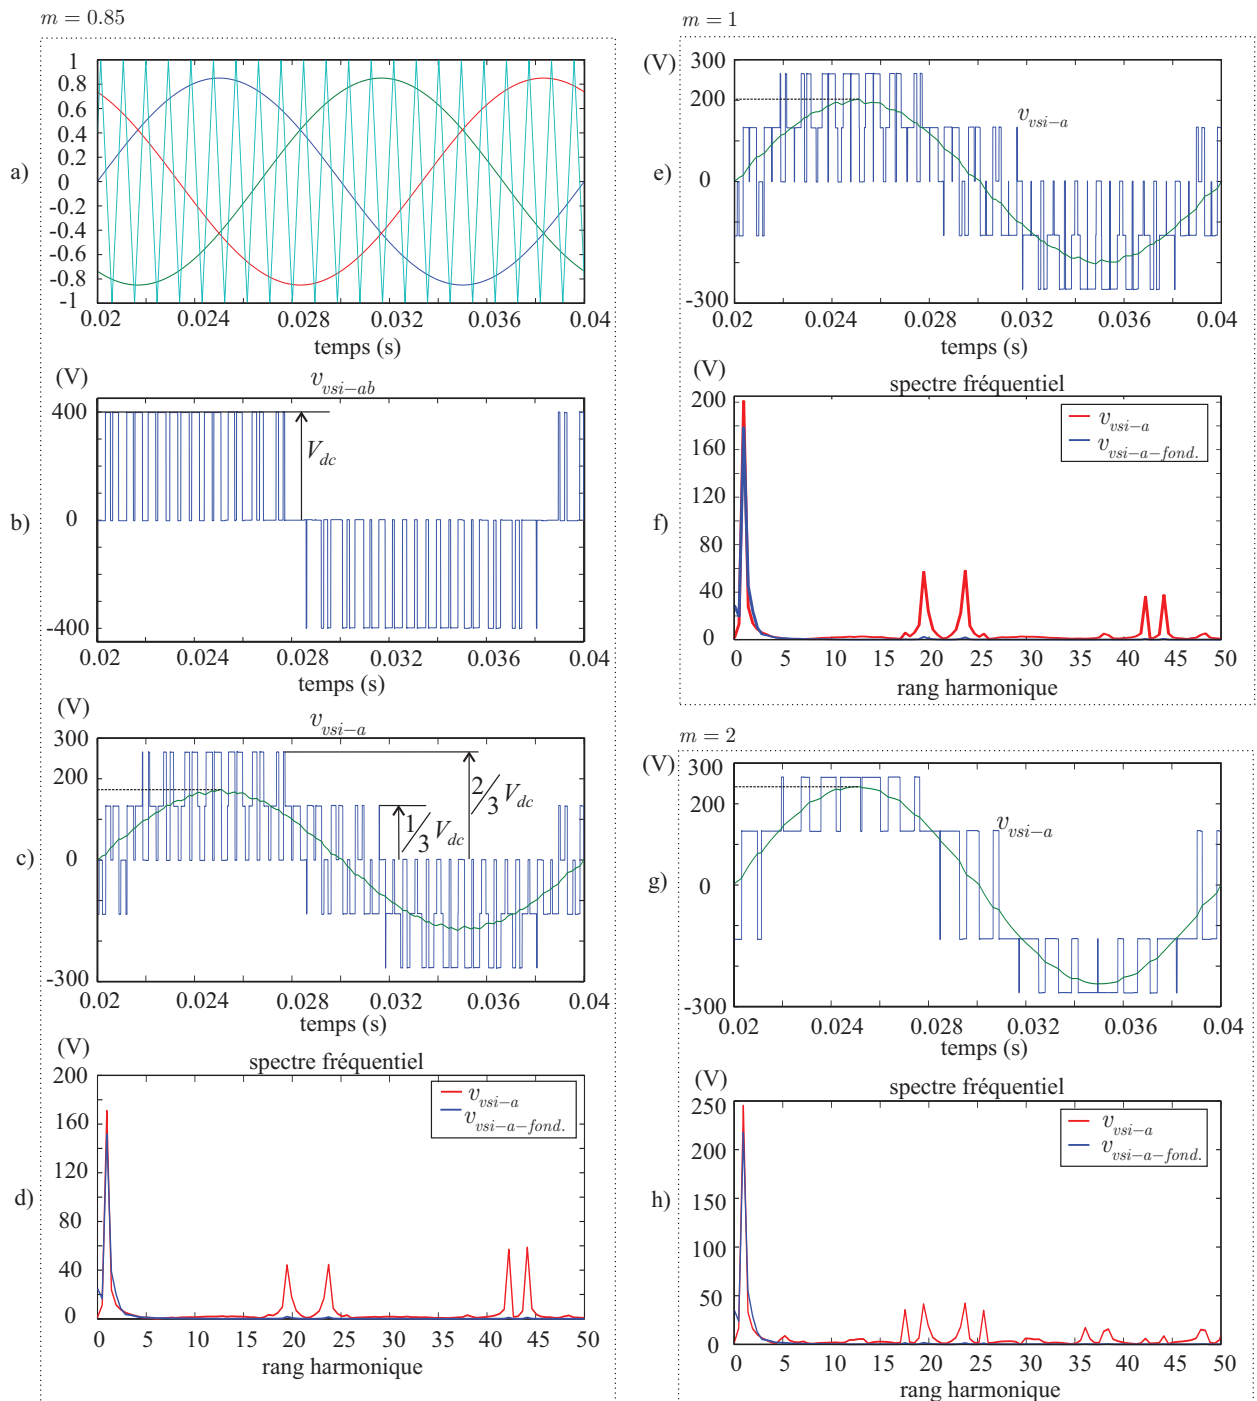 m = 0.85
a)
1
0.8
0.6
0.4
0.2
0
-0.2
-0.4
-0.6
-0.8
-1
0.02 0.024 0.028 0.032 0.036 0.04
temps (s)
(V)
v_vsi−ab
b)
400
0
-400
V_dc
0.02 0.024 0.028 0.032 0.036 0.04
temps (s)
(V)
v_vsi−a
c)
300
200
100
0
-300
1/3 V_dc
2/3 V_dc
0.02 0.024 0.028 0.032 0.036 0.04
temps (s)
(V)
spectre fréquentiel
d)
200
160
120
80
40
0
v_vsi−a
v_vsi−a−fond.
0 5 10 15 20 25 30 35 40 45 50
rang harmonique
m = 1
(V)
e)
300
200
0
-300
v_vsi−a
0.02 0.024 0.028 0.032 0.036 0.04
temps (s)
(V)
spectre fréquentiel
f)
200
160
120
80
40
0
v_vsi−a
v_vsi−a−fond.
0 5 10 15 20 25 30 35 40 45 50
rang harmonique
m = 2
(V)
g)
300
200
0
-300
v_vsi−a
0.02 0.024 0.028 0.032 0.036 0.04
temps (s)
(V)
spectre fréquentiel
h)
250
200
150
100
50
0
v_vsi−a
v_vsi−a−fond.
0 5 10 15 20 25 30 35 40 45 50
rang harmonique